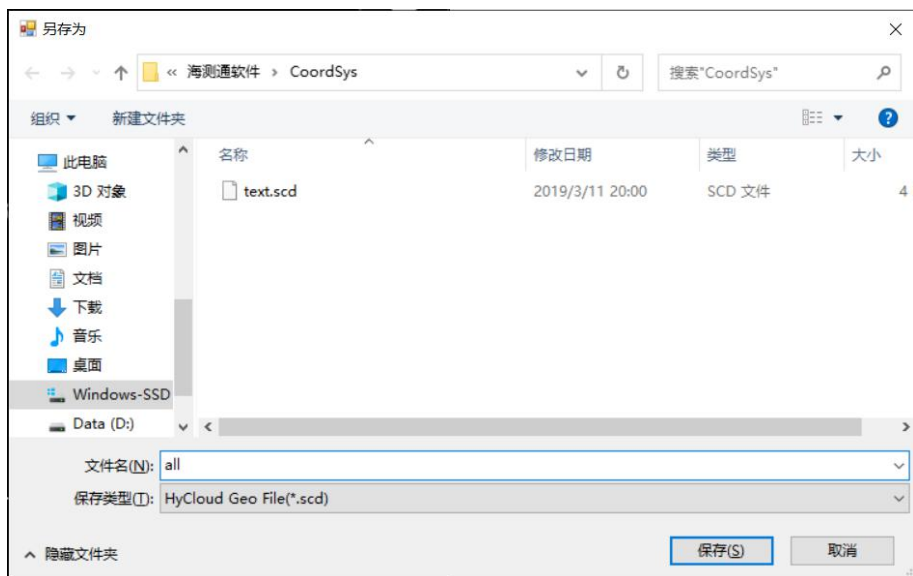 另存为
« 海测通软件 › CoordSys
搜索"CoordSys"
组织
新建文件夹
名称 修改日期 类型 大小
text.scd 2019/3/11 20:00 SCD 文件 4
此电脑
3D 对象
视频
图片
文档
下载
音乐
桌面
Windows-SSD
Data (D:)
文件名(N): all
保存类型(T): HyCloud Geo File(*.scd)
隐藏文件夹
保存(S)
取消